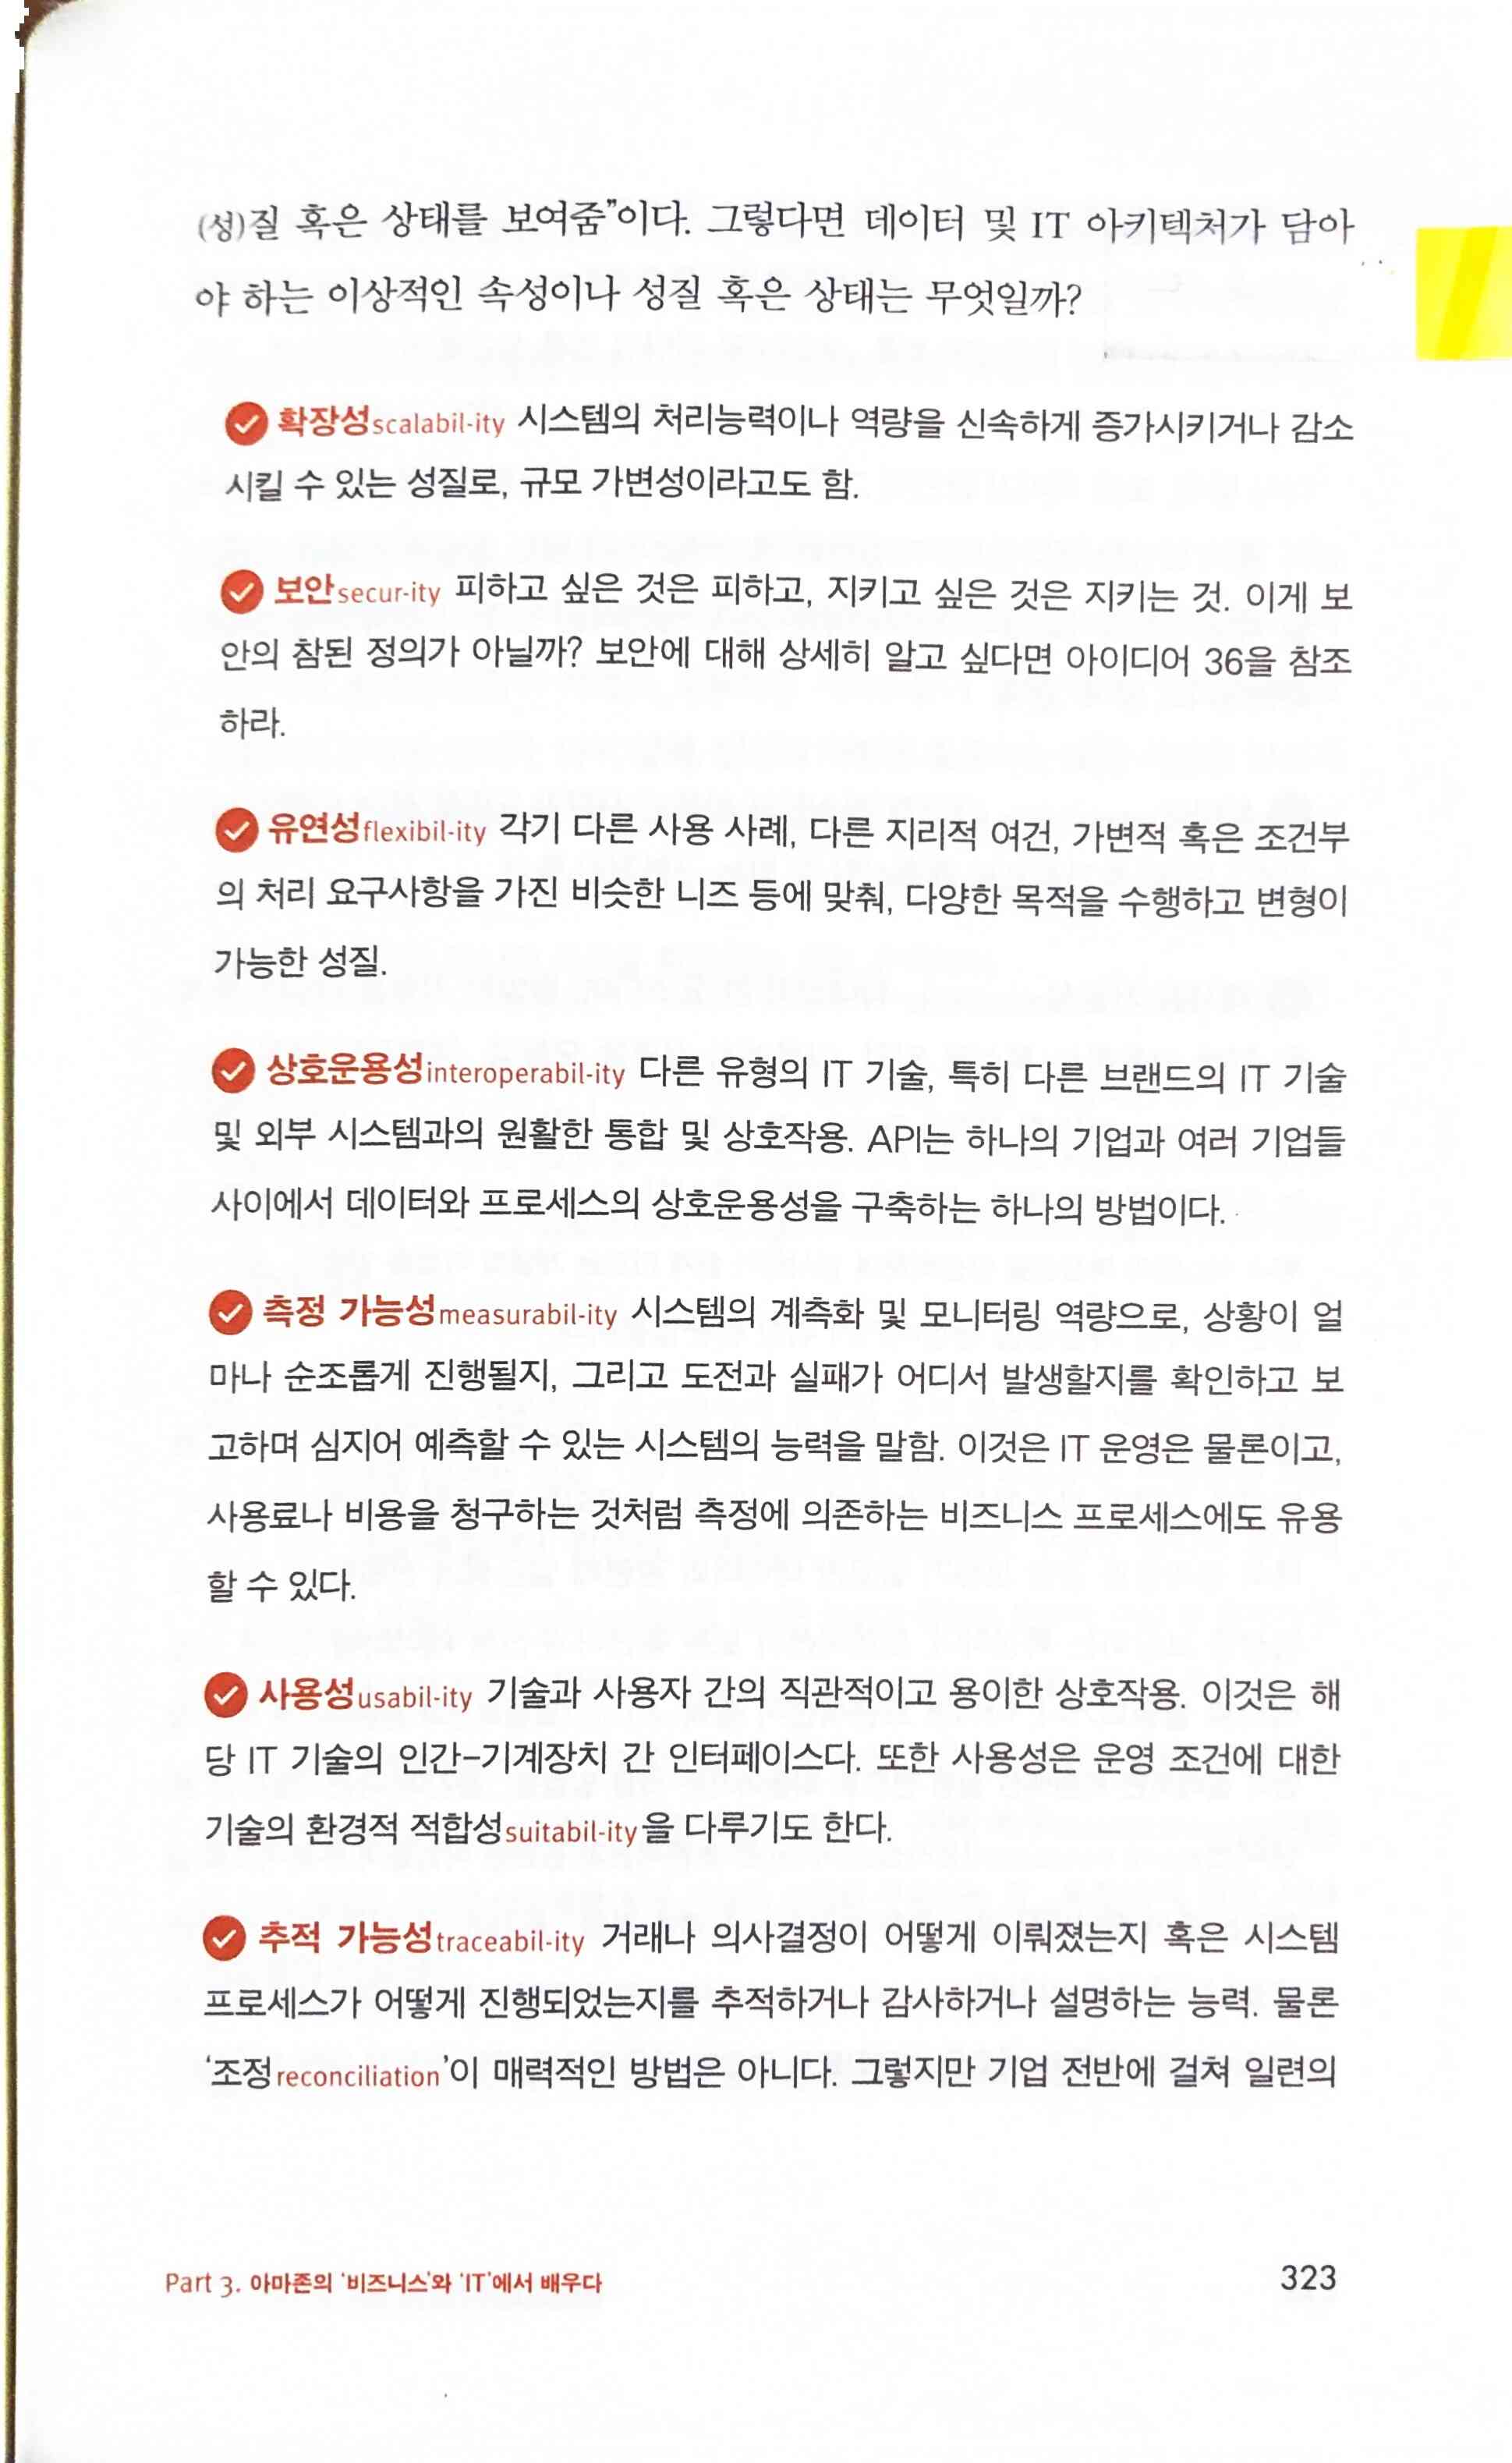 (성)질 혹은 상태를 보여줌”이다. 그렇다면 데이터 및 IT 아키텍처가 담아
야 하는 이상적인 속성이나 성질 혹은 상태는 무엇일까?
확장성scalabil-ity 시스템의 처리능력이나 역량을 신속하게 증가시키거나 감소
시킬 수 있는 성질로, 규모 가변성이라고도 함.
보안secur-ity 피하고 싶은 것은 피하고, 지키고 싶은 것은 지키는 것. 이게 보
안의 참된 정의가 아닐까? 보안에 대해 상세히 알고 싶다면 아이디어 36을 참조
하라.
유연성flexibil-ity 각기 다른 사용 사례, 다른 지리적 여건, 가변적 혹은 조건부
의 처리 요구사항을 가진 비슷한 니즈 등에 맞춰, 다양한 목적을 수행하고 변형이
가능한 성질.
상호운용성interoperabil-ity 다른 유형의 IT 기술, 특히 다른 브랜드의 IT 기술
및 외부 시스템과의 원활한 통합 및 상호작용. API는 하나의 기업과 여러 기업들
사이에서 데이터와 프로세스의 상호운용성을 구축하는 하나의 방법이다.
측정 가능성measurabil-ity 시스템의 계측화 및 모니터링 역량으로, 상황이 얼
마나 순조롭게 진행될지, 그리고 도전과 실패가 어디서 발생할지를 확인하고 보
고하며 심지어 예측할 수 있는 시스템의 능력을 말함. 이것은 IT 운영은 물론이고,
사용료나 비용을 청구하는 것처럼 측정에 의존하는 비즈니스 프로세스에도 유용
할 수 있다.
사용성usabil-ity 기술과 사용자 간의 직관적이고 용이한 상호작용. 이것은 해
당 IT 기술의 인간-기계장치 간 인터페이스다. 또한 사용성은 운영 조건에 대한
기술의 환경적 적합성suitabil-ity을 다루기도 한다.
추적 가능성traceabil-ity 거래나 의사결정이 어떻게 이뤄졌는지 혹은 시스템
프로세스가 어떻게 진행되었는지를 추적하거나 감사하거나 설명하는 능력. 물론
‘조정reconciliation’이 매력적인 방법은 아니다. 그렇지만 기업 전반에 걸쳐 일련의
Part 3. 아마존의 ‘비즈니스’와 ‘IT’에서 배우다
323